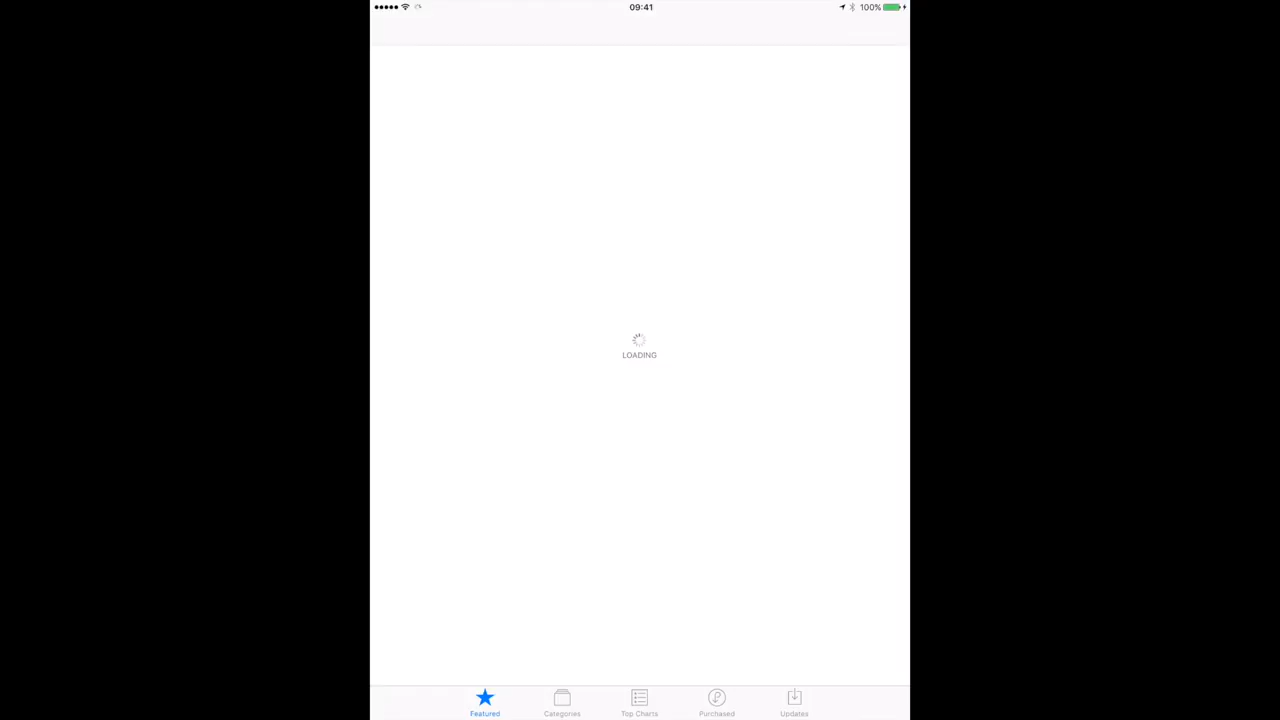 09:41
100%
LOADING
Featured
Categories
Top Charts
Purchased
Updates